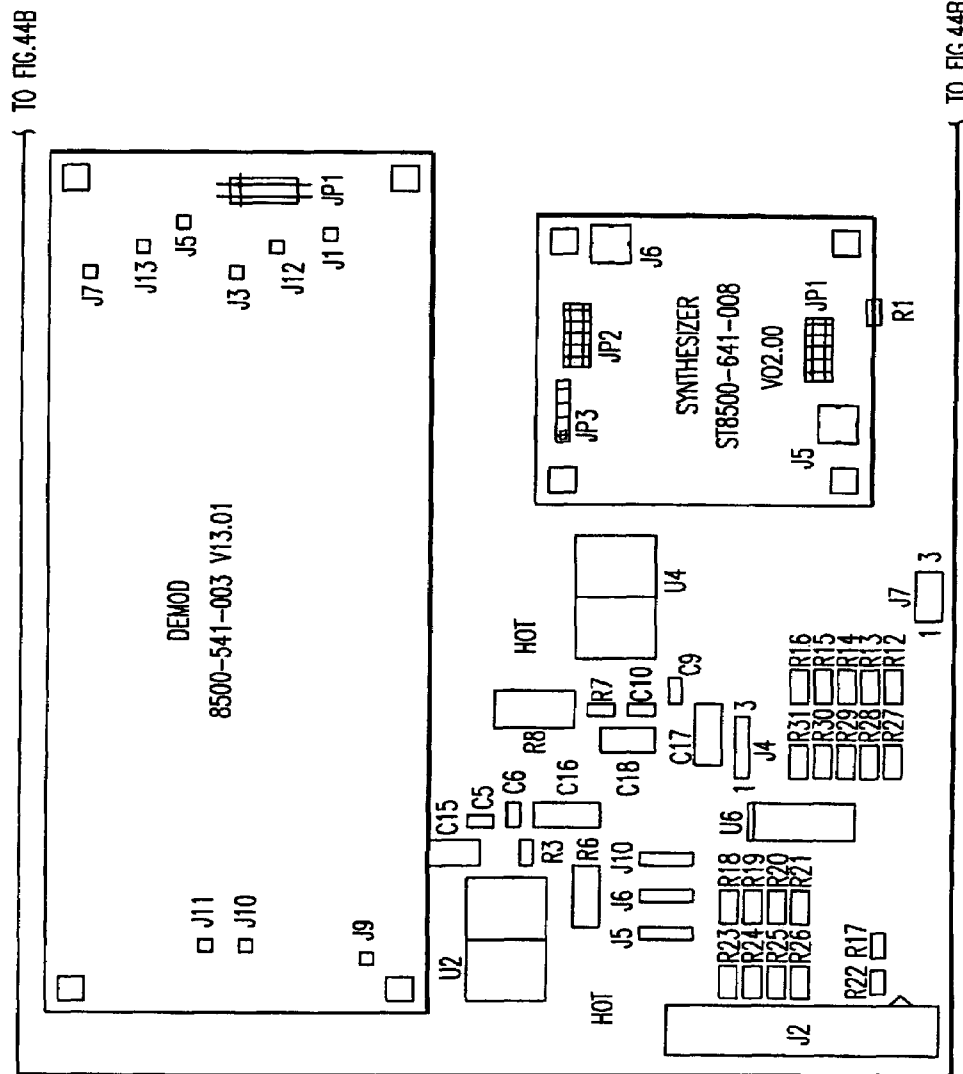 TO FIG.44B
TO FIG.44B
J7
J13
J5
J3
J12
J1
JP1
DEMOD
8500-541-003 V13.01
J11
J10
J9
J6
JP2
JP3
SYNTHESIZER
ST8500-641-008
VO2.00
JP1
J5
R1
HOT
U4
R8
R7
C10
C9
C15
C5
C6
C16
C18
C17
1 J4 3
U2
R3
R6
J10
J6
J5
HOT
U6
1 J7 3
R31 R16
R30 R15
R29 R14
R28 R13
R27 R12
R23 R18
R24 R19
R25 R20
R26 R21
R22 R17
J2